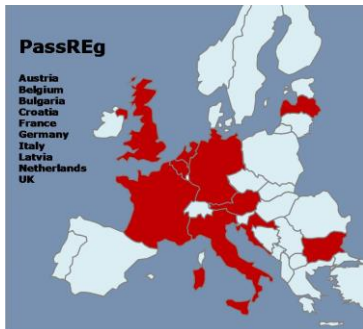 PassREg
Austria
Belgium
Bulgaria
Croatia
France
Germany
Italy
Latvia
Netherlands
UK